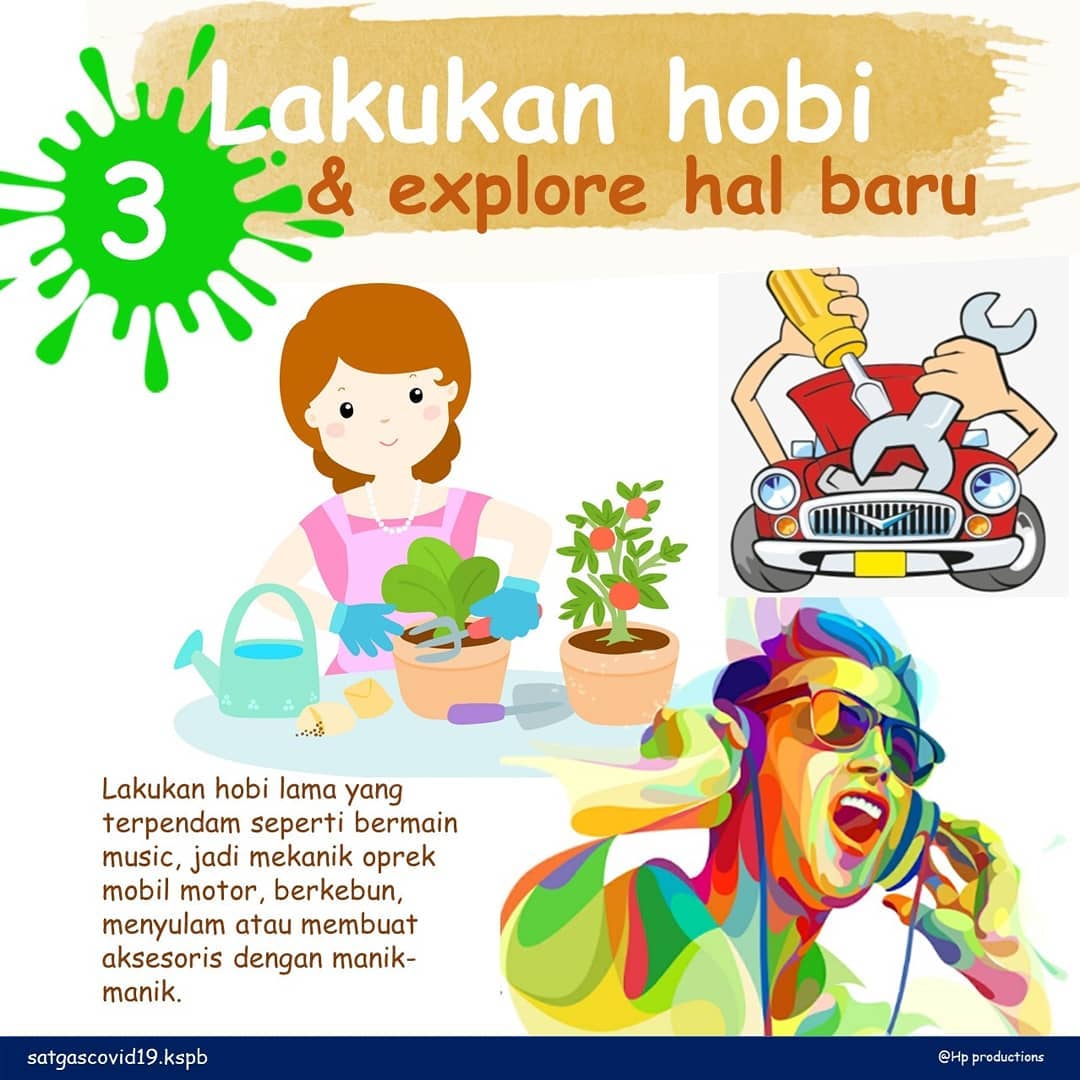 3
Lakukan hobi
& explore hal baru
Lakukan hobi lama yang
terpendam seperti bermain
music, jadi mekanik oprek
mobil motor, berkebun,
menyulam atau membuat
aksesoris dengan manik-
manik.
satgascovid19.kspb
@Hp productions